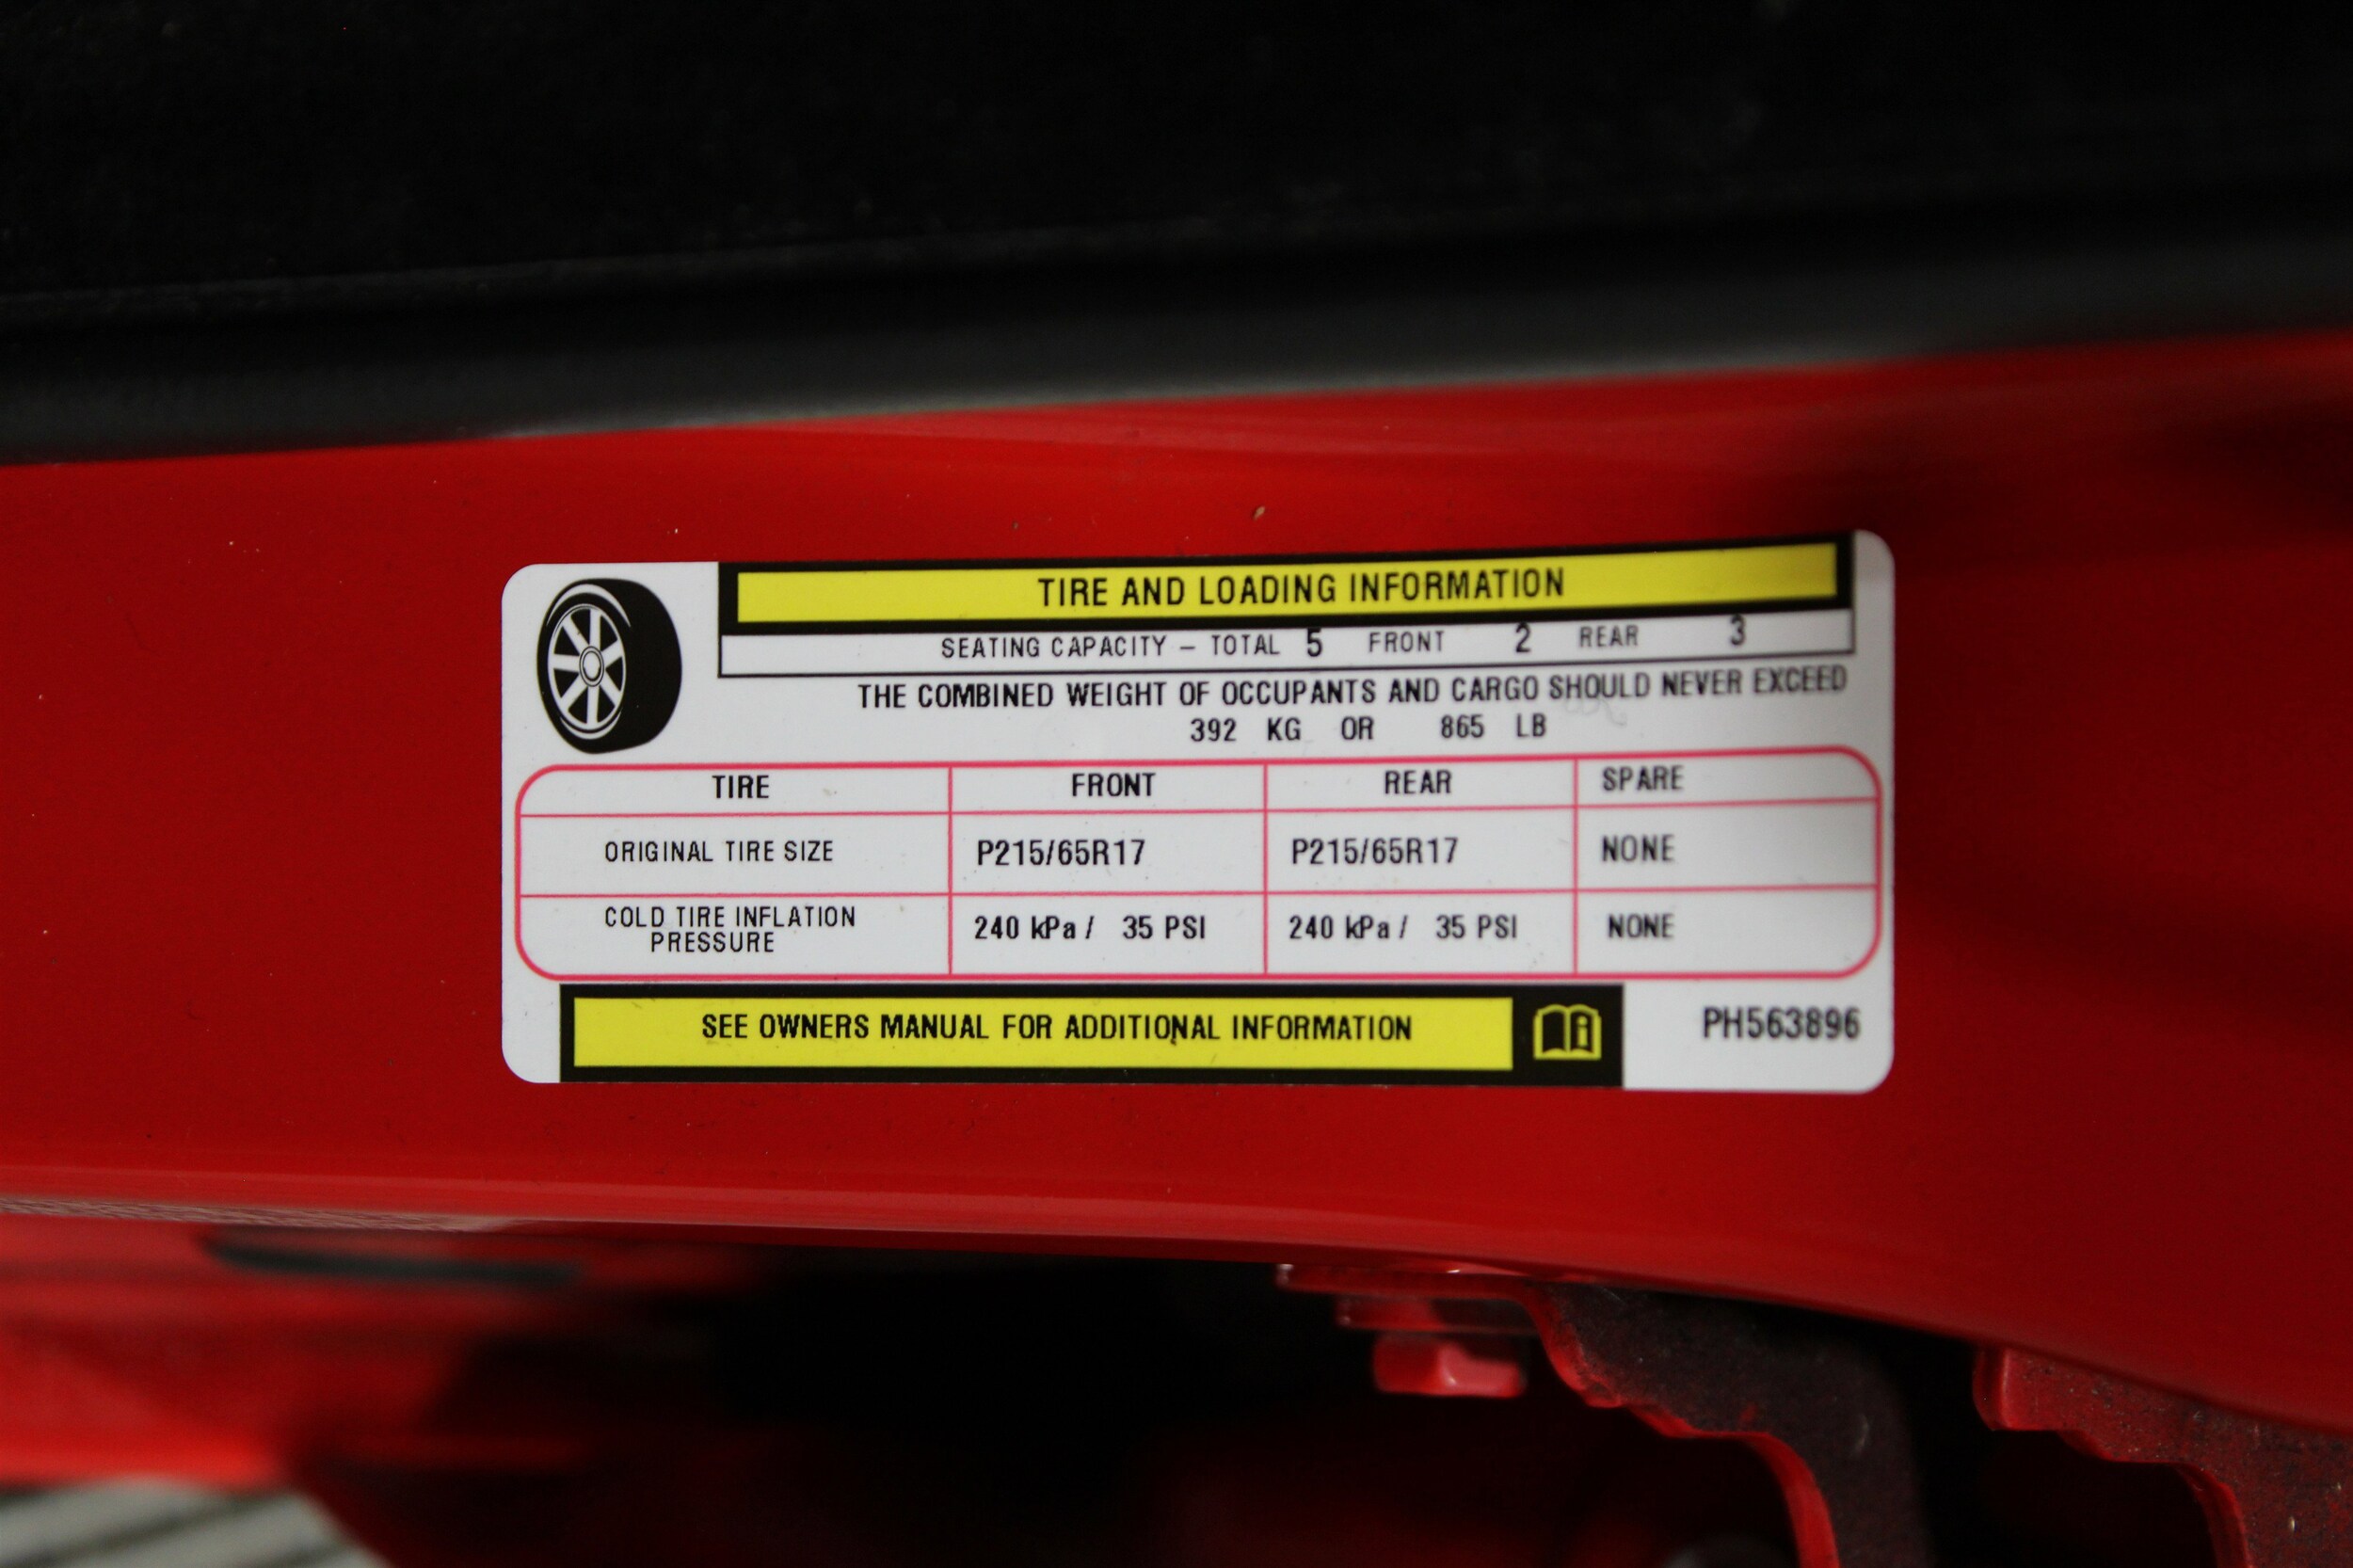 TIRE AND LOADING INFORMATION
SEATING CAPACITY – TOTAL 5 FRONT 2 REAR 3
THE COMBINED WEIGHT OF OCCUPANTS AND CARGO SHOULD NEVER EXCEED
392 KG OR 865 LB
TIRE FRONT REAR SPARE
ORIGINAL TIRE SIZE P215/65R17 P215/65R17 NONE
COLD TIRE INFLATION
PRESSURE 240 kPa / 35 PSI 240 kPa / 35 PSI NONE
SEE OWNERS MANUAL FOR ADDITIONAL INFORMATION
PH563896